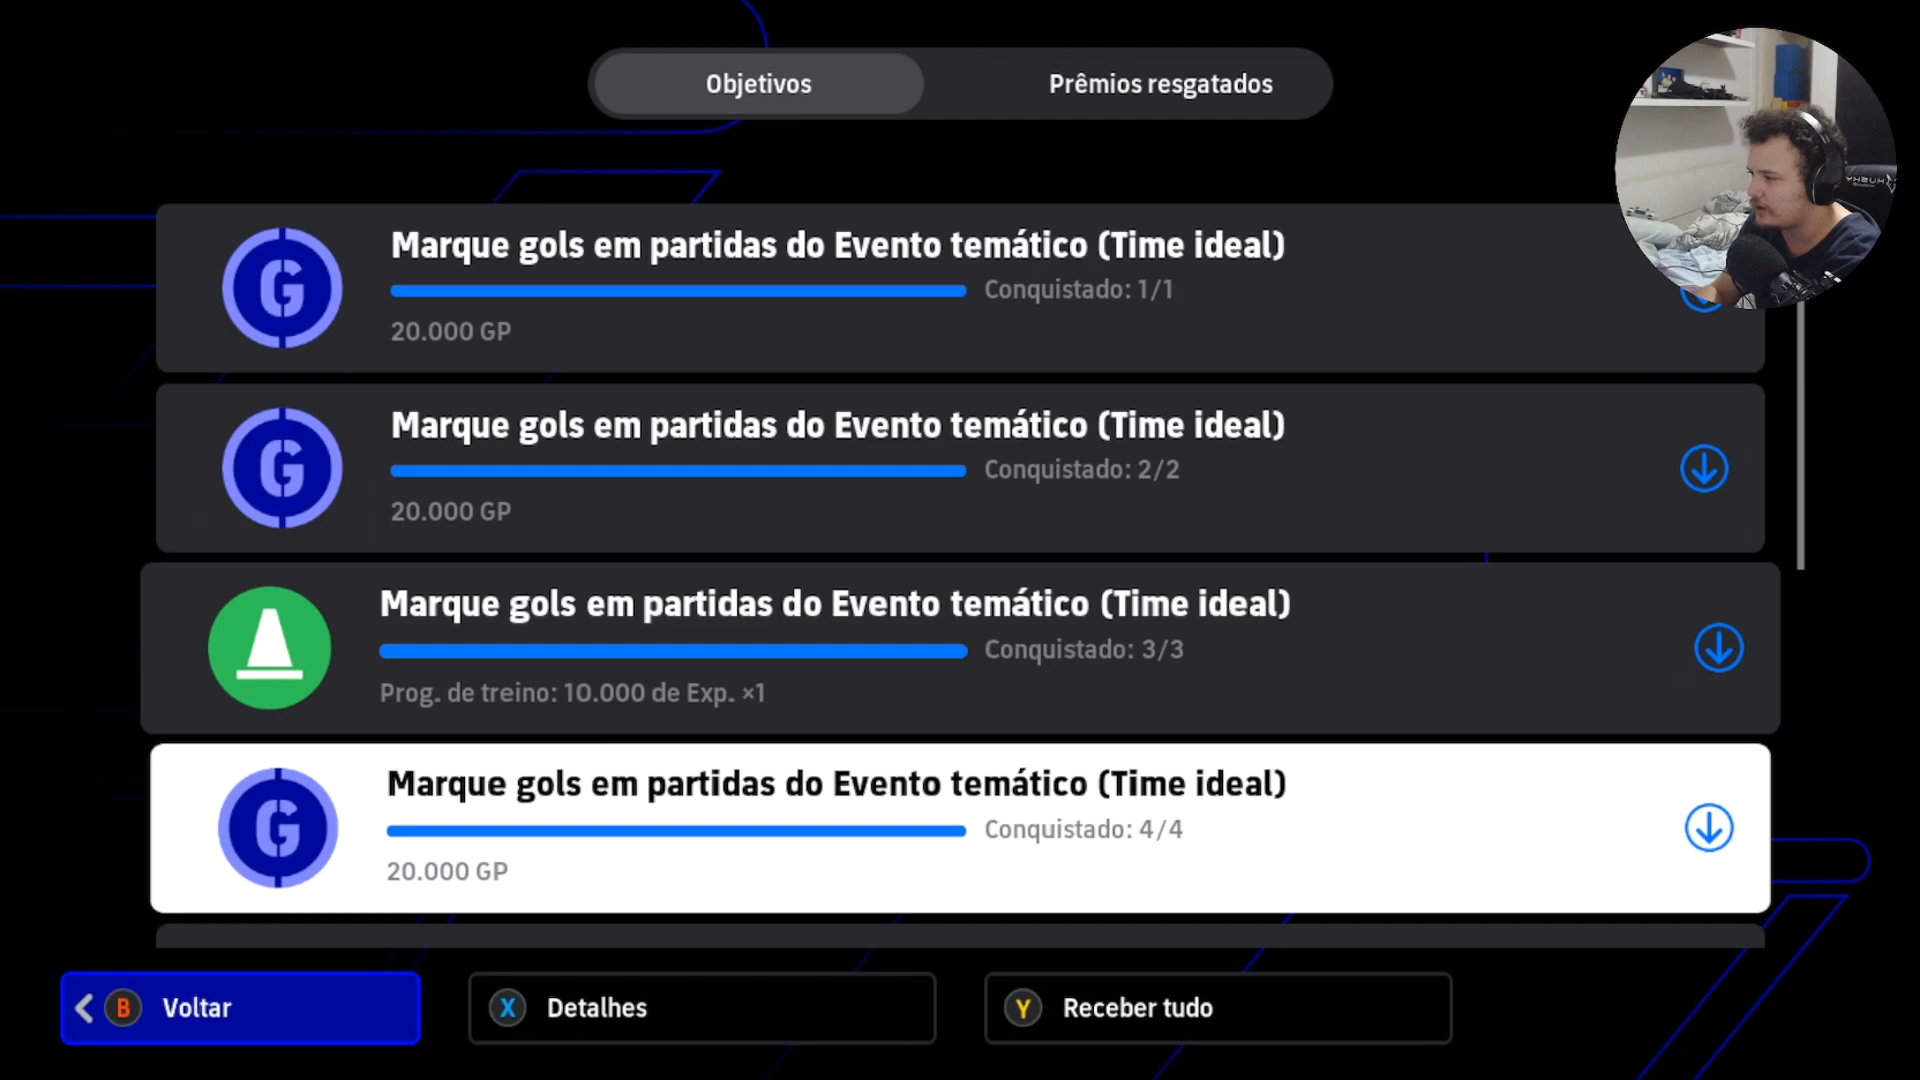 Objetivos
Prêmios resgatados
Marque gols em partidas do Evento temático (Time ideal)
Conquistado: 1/1
20.000 GP
Marque gols em partidas do Evento temático (Time ideal)
Conquistado: 2/2
20.000 GP
Marque gols em partidas do Evento temático (Time ideal)
Conquistado: 3/3
Prog. de treino: 10.000 de Exp. ×1
Marque gols em partidas do Evento temático (Time ideal)
Conquistado: 4/4
20.000 GP
B Voltar
X Detalhes
Y Receber tudo